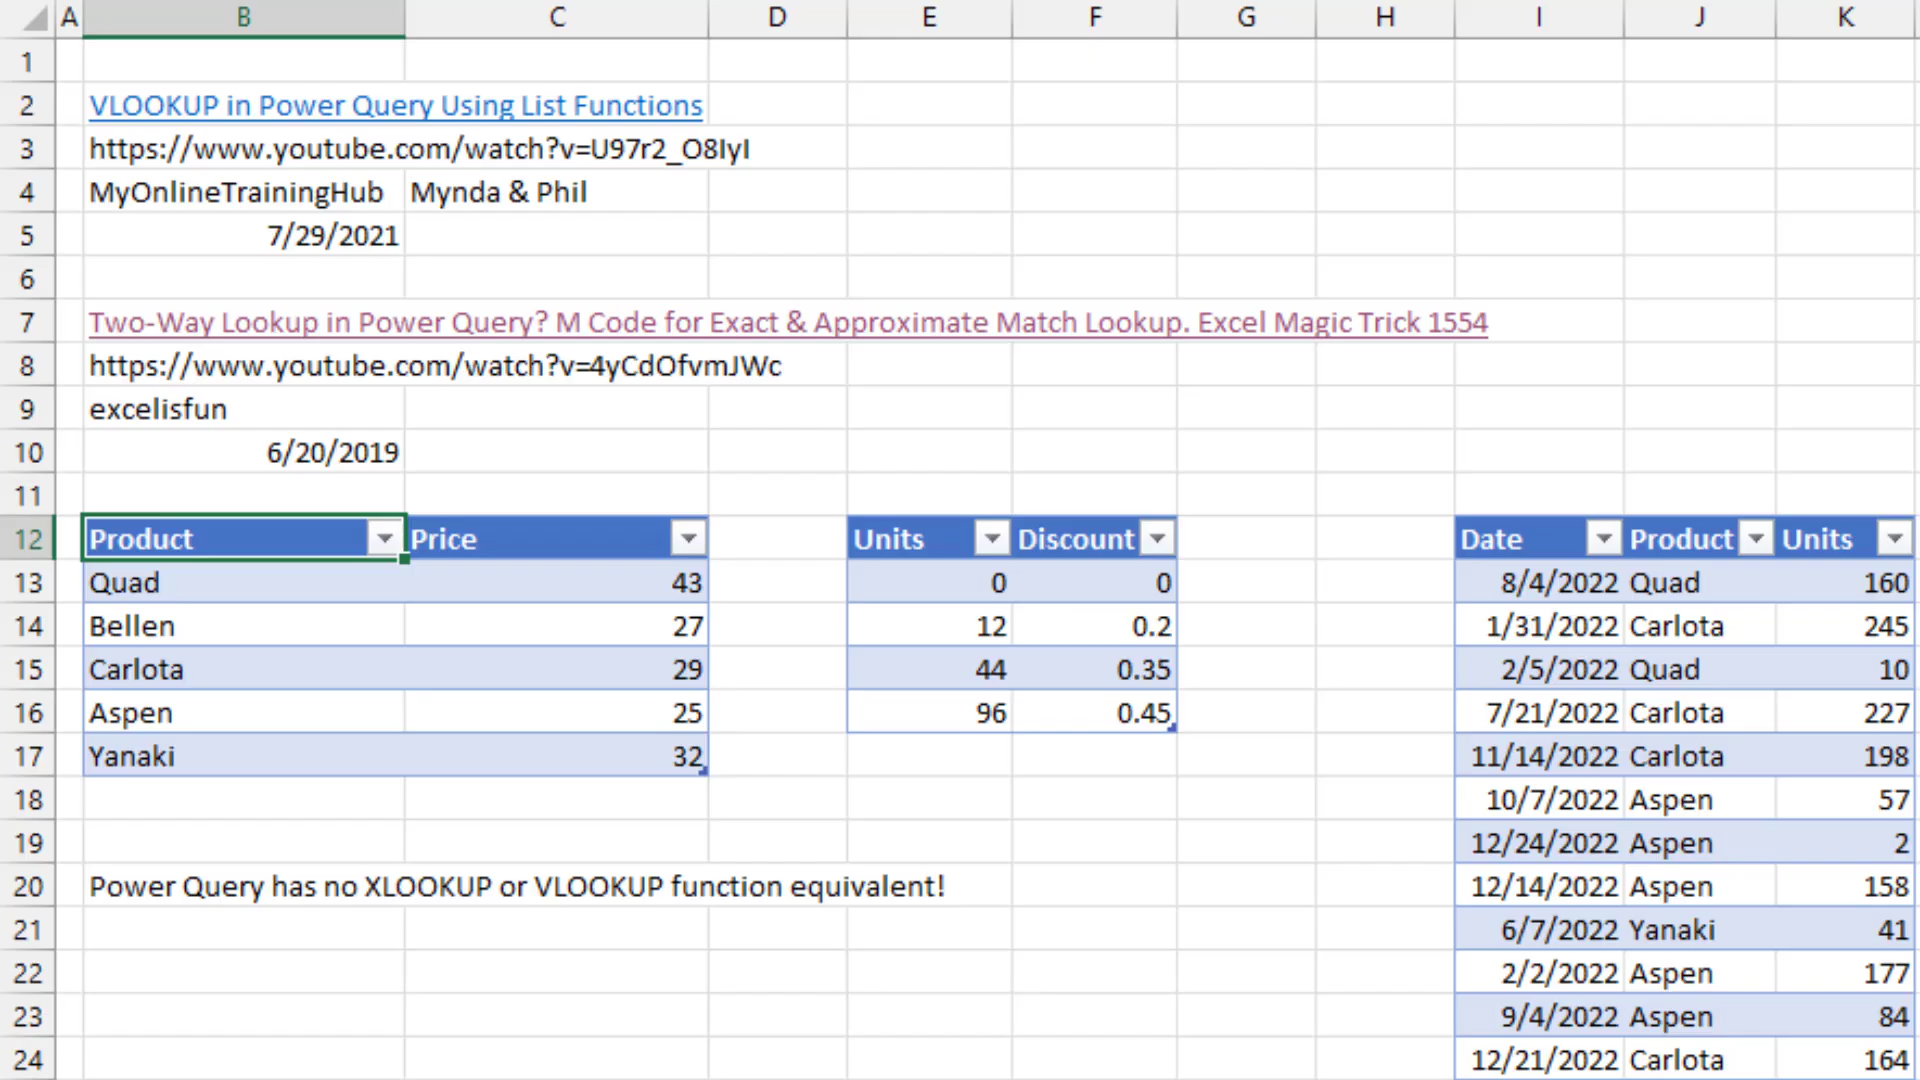 A B C D E F G H I J K
1
2 VLOOKUP in Power Query Using List Functions
3 https://www.youtube.com/watch?v=U97r2_O8IyI
4 MyOnlineTrainingHub Mynda & Phil
5 7/29/2021
6
7 Two-Way Lookup in Power Query? M Code for Exact & Approximate Match Lookup. Excel Magic Trick 1554
8 https://www.youtube.com/watch?v=4yCdOfvmJWc
9 excelisfun
10 6/20/2019
11
12 Product Price Units Discount Date Product Units
13 Quad 43 0 0 8/4/2022 Quad 160
14 Bellen 27 12 0.2 1/31/2022 Carlota 245
15 Carlota 29 44 0.35 2/5/2022 Quad 10
16 Aspen 25 96 0.45 7/21/2022 Carlota 227
17 Yanaki 32 11/14/2022 Carlota 198
18 10/7/2022 Aspen 57
19 12/24/2022 Aspen 2
20 Power Query has no XLOOKUP or VLOOKUP function equivalent! 12/14/2022 Aspen 158
21 6/7/2022 Yanaki 41
22 2/2/2022 Aspen 177
23 9/4/2022 Aspen 84
24 12/21/2022 Carlota 164